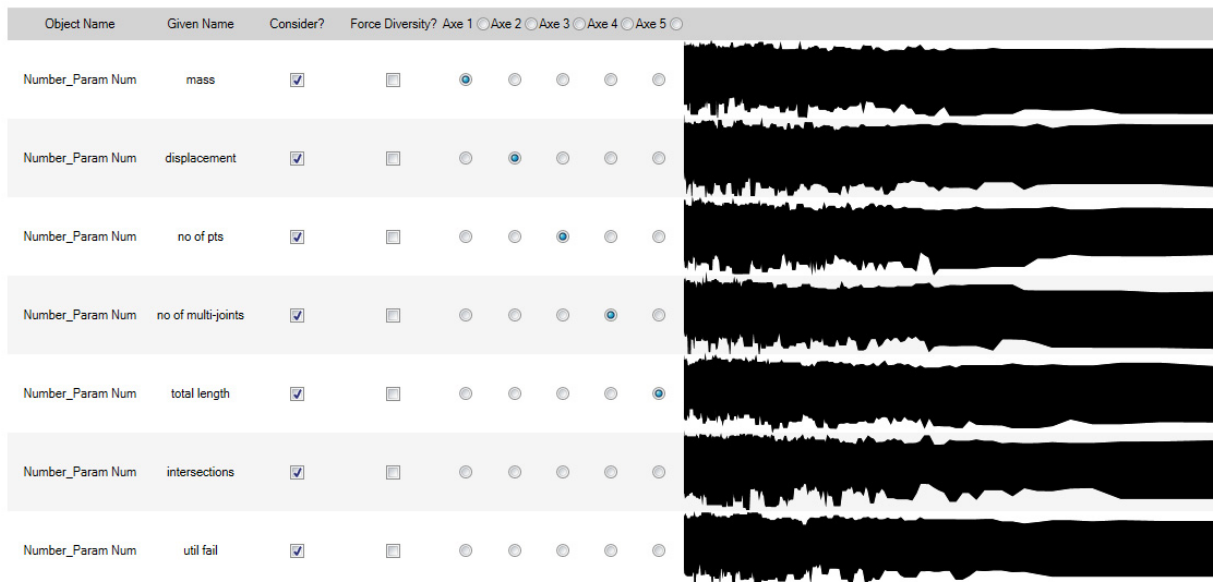 Object Name Given Name Consider? Force Diversity? Axe 1 Axe 2 Axe 3 Axe 4 Axe 5
Number_Param Num mass
Number_Param Num displacement
Number_Param Num no of pts
Number_Param Num no of multi-joints
Number_Param Num total length
Number_Param Num intersections
Number_Param Num util fail